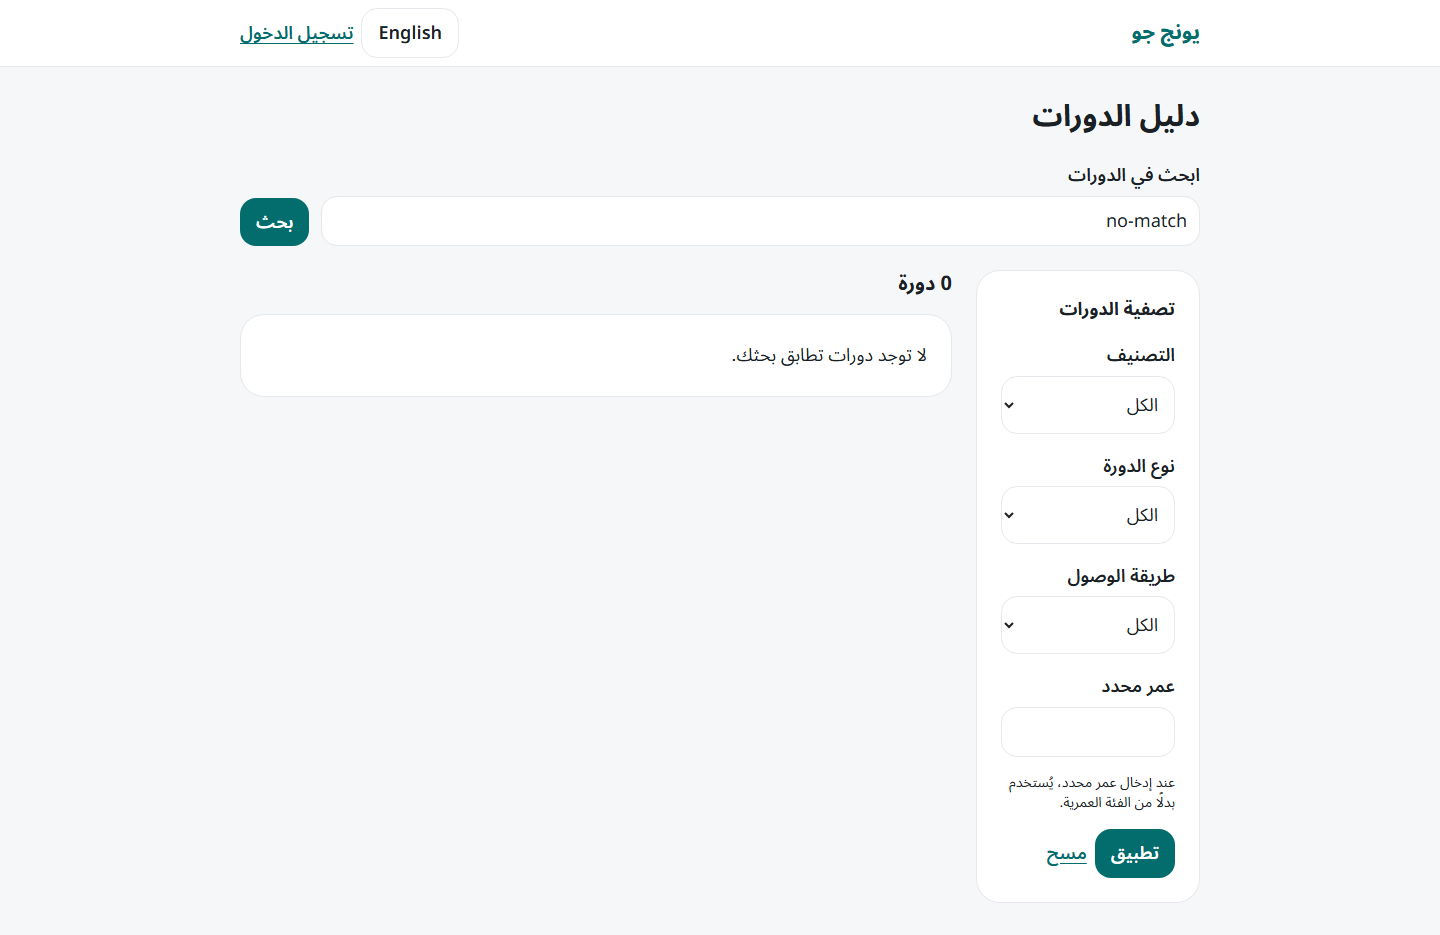 يونج جو
English
تسجيل الدخول
دليل الدورات
ابحث في الدورات
no-match
بحث
تصفية الدورات
التصنيف
الكل
نوع الدورة
الكل
طريقة الوصول
الكل
عمر محدد
عند إدخال عمر محدد، يُستخدم
بدلًا من الفئة العمرية.
تطبيق
مسح
0 دورة
لا توجد دورات تطابق بحثك.